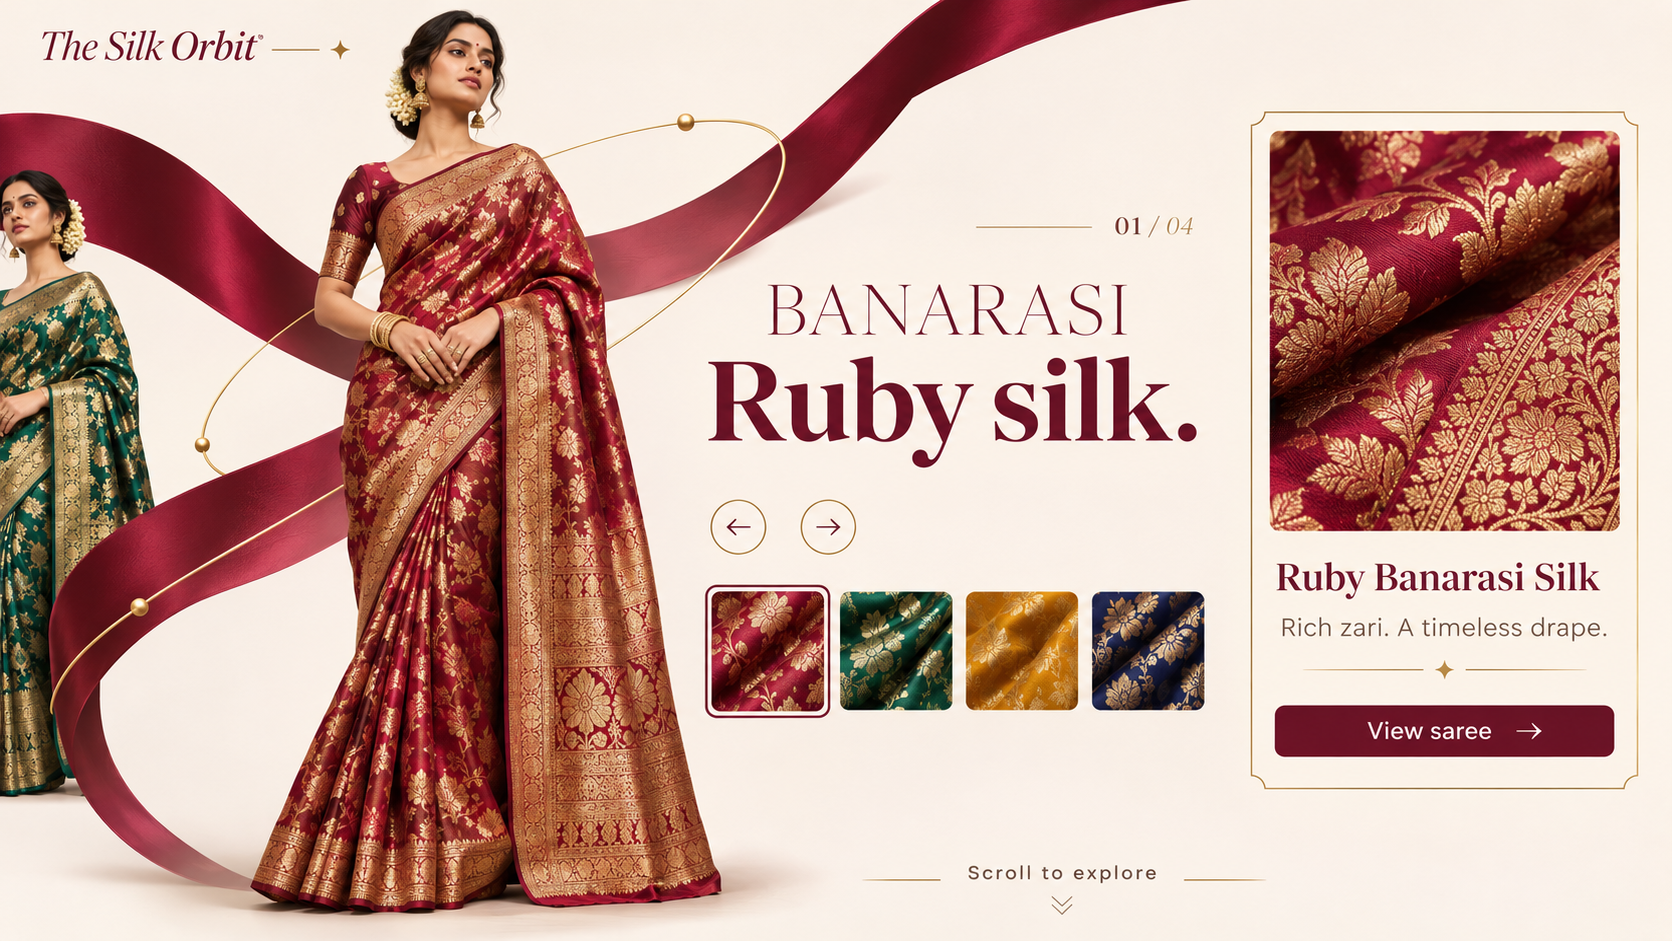 The Silk Orbit
01 / 04
BANARASI
Ruby silk.
Ruby Banarasi Silk
Rich zari. A timeless drape.
View saree
Scroll to explore